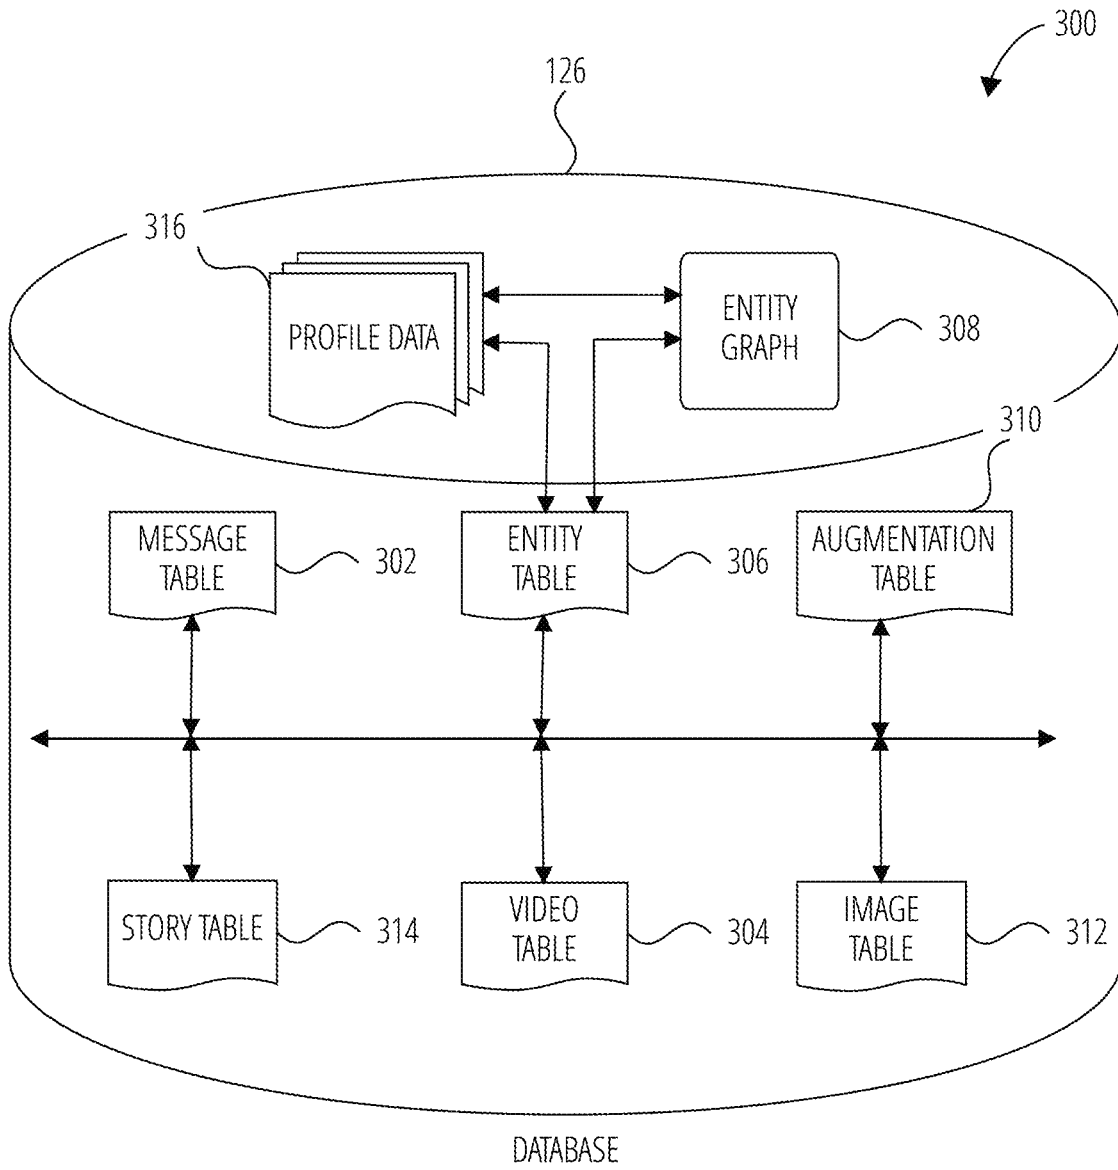 300
126
316
PROFILE DATA
ENTITY
GRAPH
308
310
MESSAGE
TABLE
302
ENTITY
TABLE
306
AUGMENTATION
TABLE
STORY TABLE
314
VIDEO
TABLE
304
IMAGE
TABLE
312
DATABASE